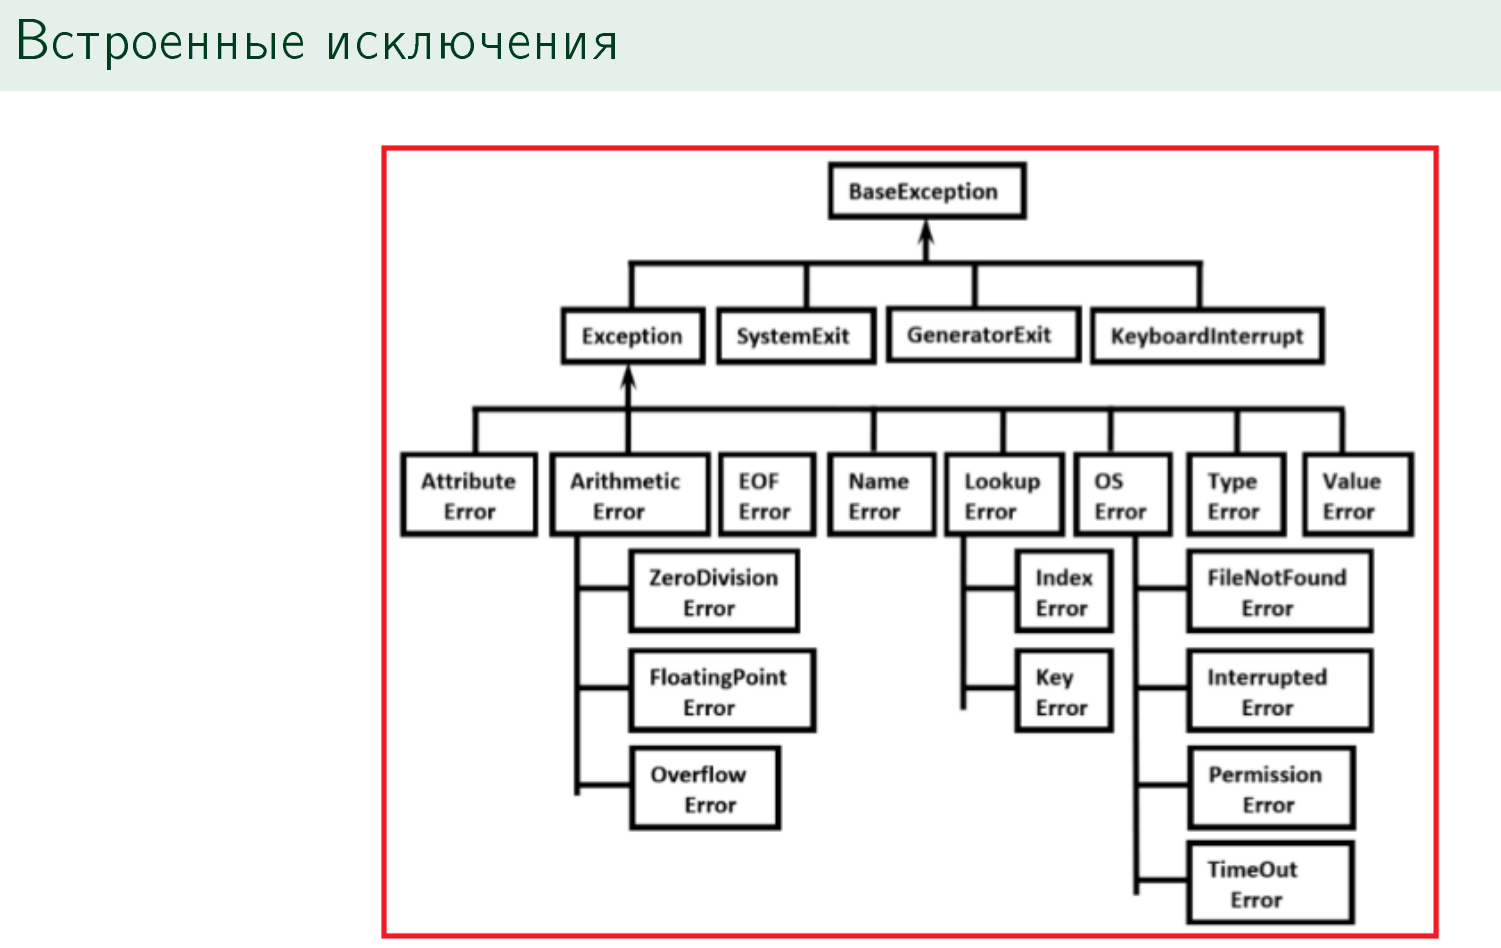 Встроенные исключения
BaseException
Exception
SystemExit
GeneratorExit
KeyboardInterrupt
Attribute
Error
Arithmetic
Error
EOF
Error
Name
Error
Lookup
Error
OS
Error
Type
Error
Value
Error
ZeroDivision
Error
FloatingPoint
Error
Overflow
Error
Index
Error
Key
Error
FileNotFound
Error
Interrupted
Error
Permission
Error
TimeOut
Error